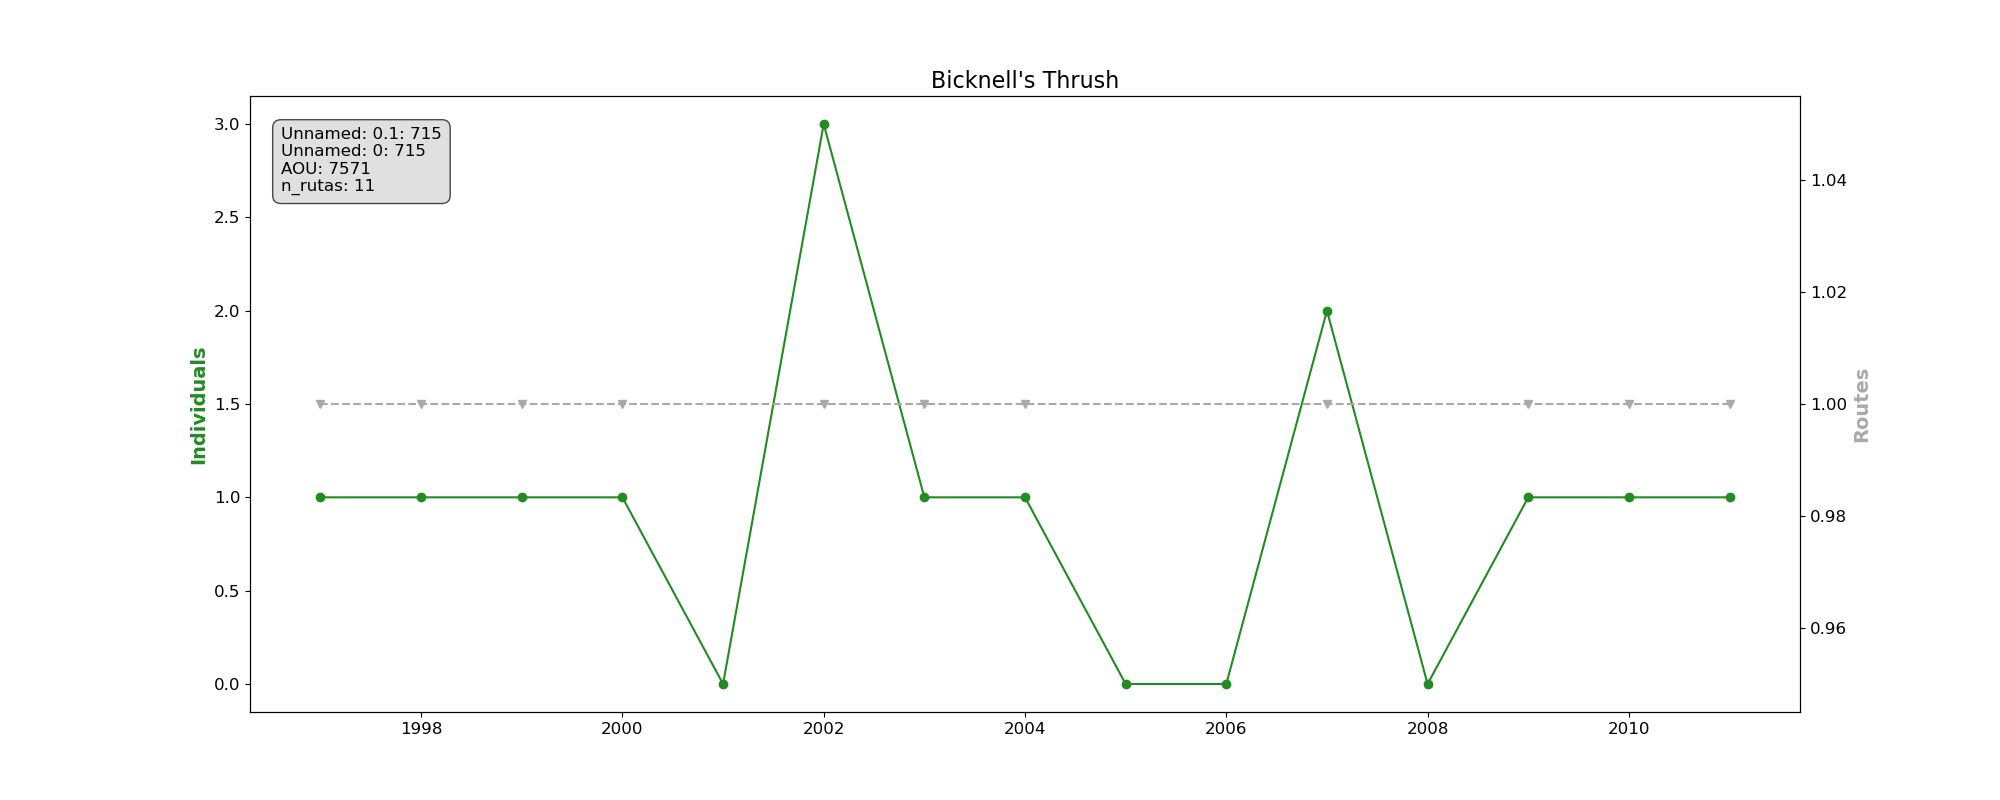 Bicknell's Thrush
Unnamed: 0.1: 715
Unnamed: 0: 715
AOU: 7571
n_rutas: 11
3.0
2.5
2.0
1.5
1.0
0.5
0.0
Individuals
1.04
1.02
1.00
0.98
0.96
Routes
1998 2000 2002 2004 2006 2008 2010